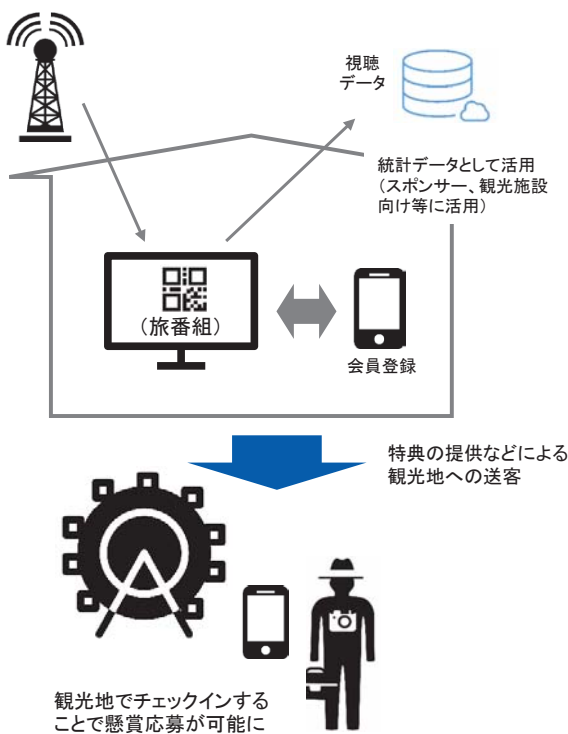 視聴
データ
統計データとして活用
（スポンサー、観光施設
向け等に活用）
（旅番組）
会員登録
特典の提供などによる
観光地への送客
観光地でチェックインする
ことで懸賞応募が可能に